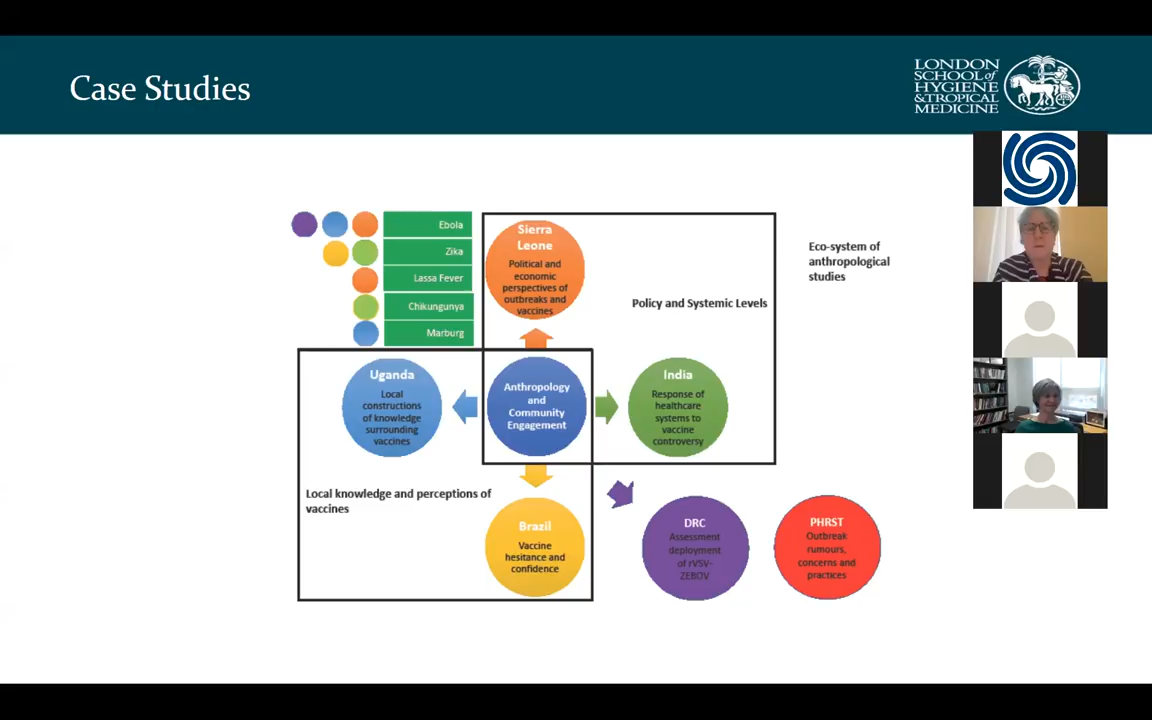 Case Studies
LONDON
SCHOOL of
HYGIENE
& TROPICAL
MEDICINE
Ebola
Zika
Lassa Fever
Chikungunya
Marburg
Sierra
Leone
Political and
economic
perspectives of
outbreaks and
vaccines
Policy and Systemic Levels
Eco-system of
anthropological
studies
Uganda
Local
constructions
of knowledge
surrounding
vaccines
Anthropology
and
Community
Engagement
India
Response of
healthcare
systems to
vaccine
controversy
Local knowledge and perceptions of
vaccines
Brazil
Vaccine
hesitance and
confidence
DRC
Assessment
deployment
of rVSV-
ZEBOV
PHRST
Outbreak
rumours,
concerns and
practices